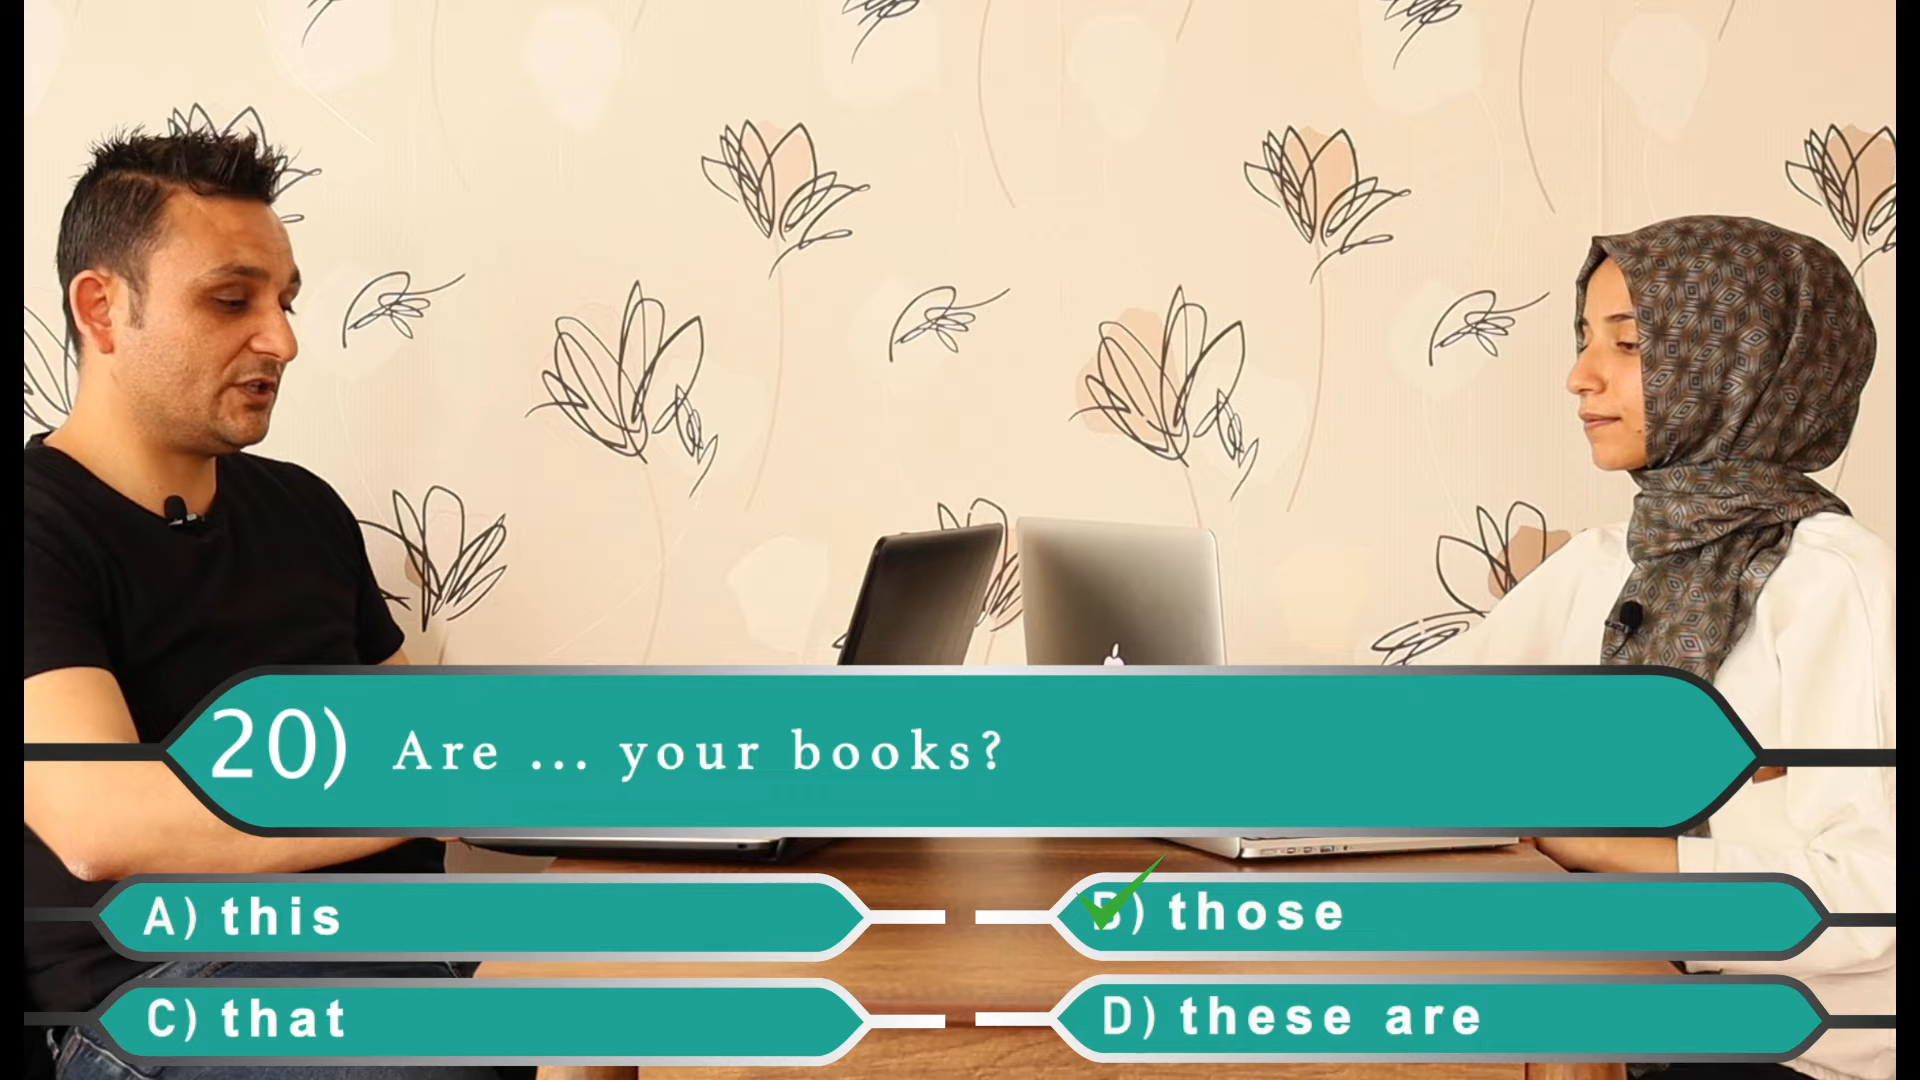 20) Are ... your books?
A) this
B) those
C) that
D) these are